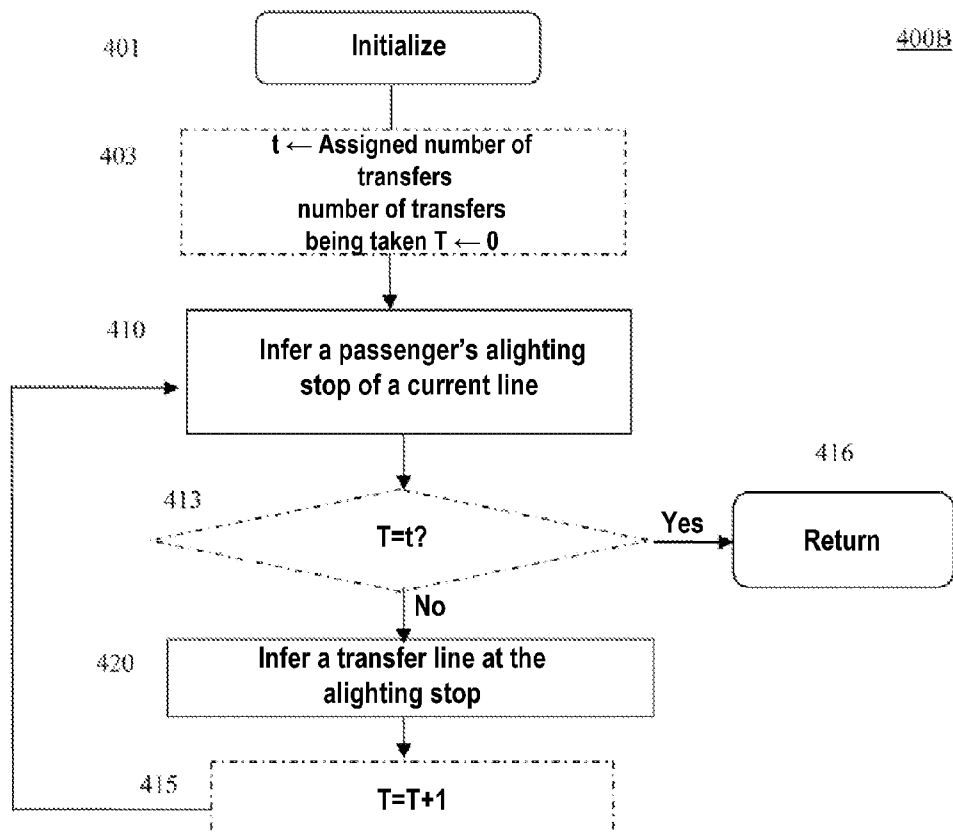 401
Initialize
400B
403
t ← Assigned number of
transfers
number of transfers
being taken T ← 0
410
Infer a passenger's alighting
stop of a current line
413
T=t?
Yes
416
Return
No
420
Infer a transfer line at the
alighting stop
415
T=T+1